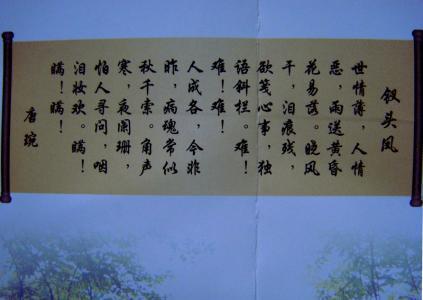 钗头凤
世情薄，人情
恶，雨送黄昏
花易落。晚风
干，泪痕残，
欲笺心事，独
语斜栏。难！
难！难！
人成各，今非
昨，病魂常似
秋千索。角声
寒，夜阑珊，
怕人寻问，咽
泪妆欢。瞒！
瞒！瞒！
唐琬